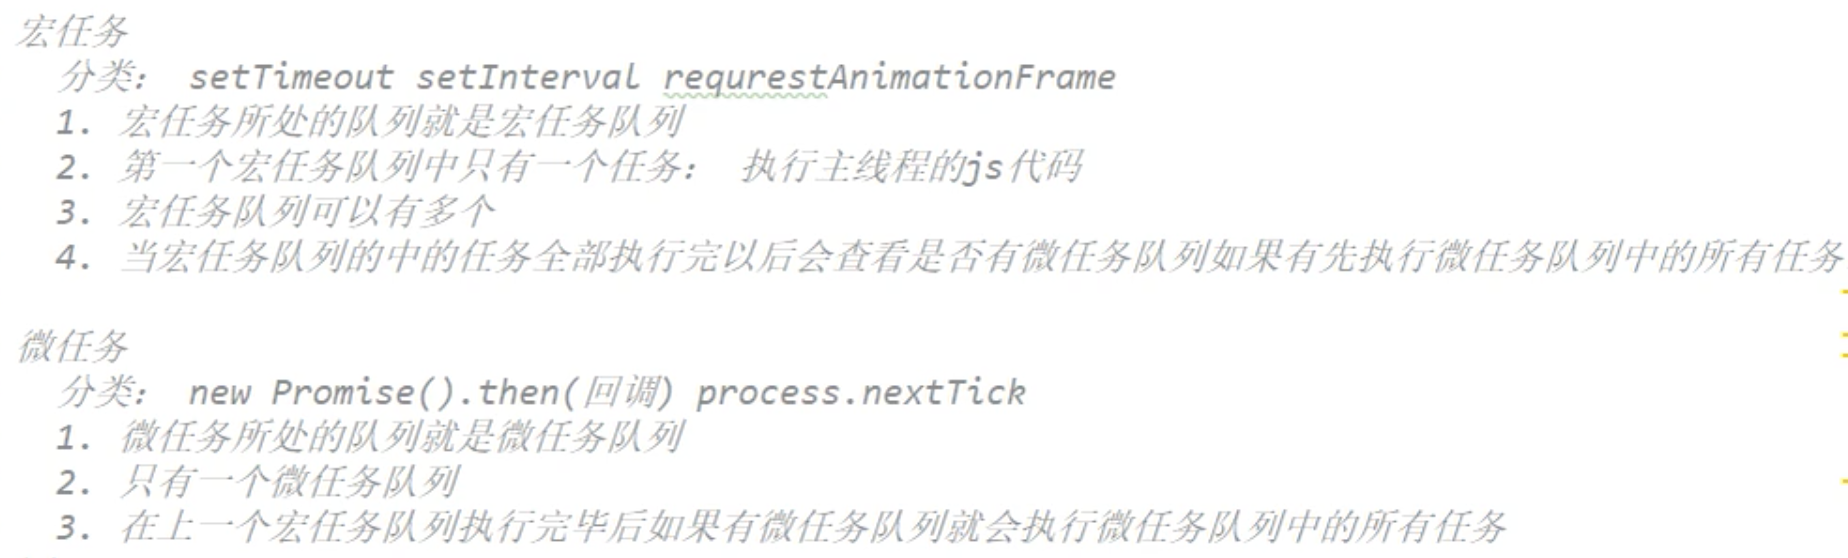 宏任务
分类： setTimeout setInterval requrestAnimationFrame
1. 宏任务所处的队列就是宏任务队列
2. 第一个宏任务队列中只有一个任务： 执行主线程的js代码
3. 宏任务队列可以有多个
4. 当宏任务队列的中的任务全部执行完以后会查看是否有微任务队列如果有先执行微任务队列中的所有任务
微任务
分类： new Promise().then(回调) process.nextTick
1. 微任务所处的队列就是微任务队列
2. 只有一个微任务队列
3. 在上一个宏任务队列执行完毕后如果有微任务队列就会执行微任务队列中的所有任务